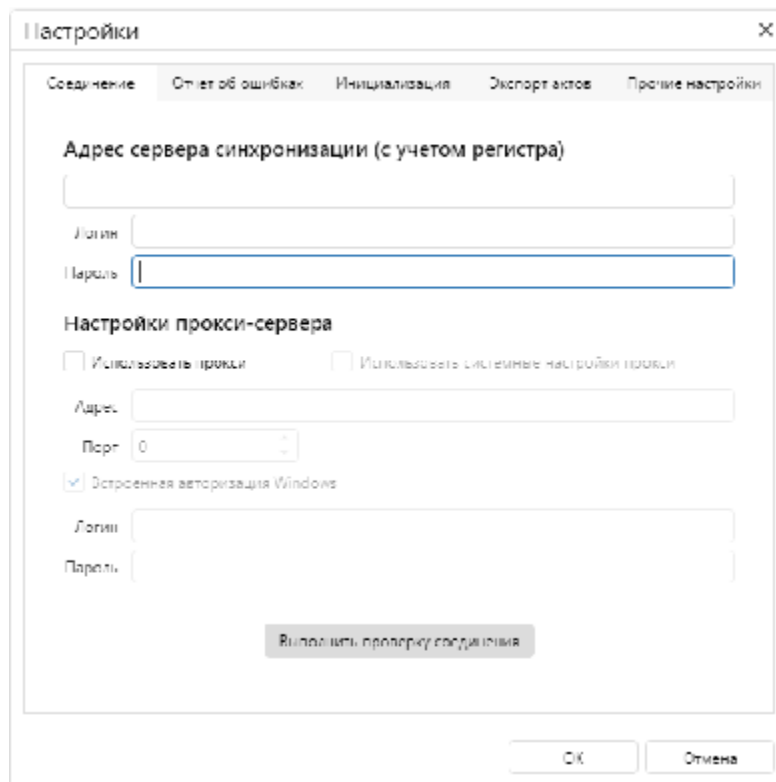 Настройки
Соединение Отчет об ошибках Инициализация Экспорт актов Прочие настройки
Адрес сервера синхронизации (с учетом регистра)
Логин
Пароль
Настройки прокси-сервера
Использовать прокси Использовать системные настройки прокси
Адрес
Порт 0
Встроенная авторизация Windows
Логин
Пароль
Выполнить проверку соединения
ОК Отмена